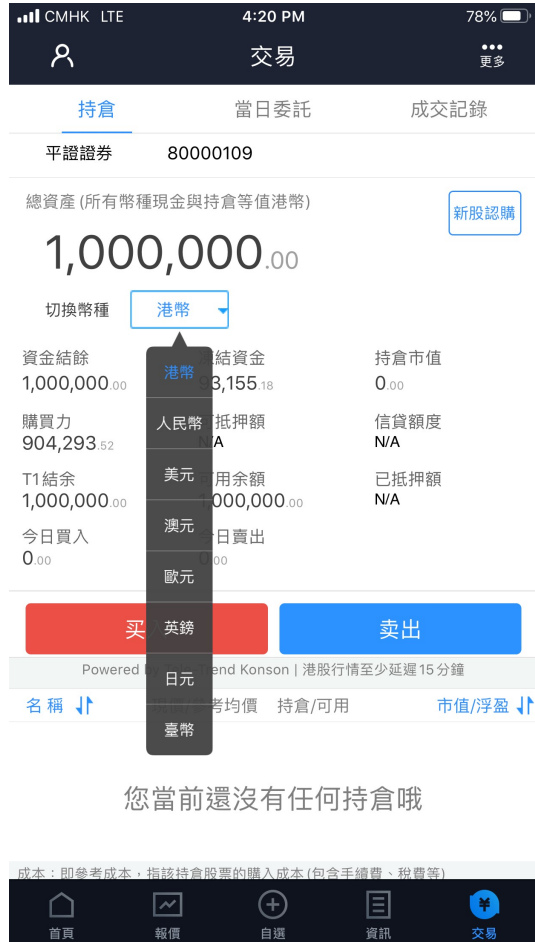 CMHK LTE 4:20 PM 78%
交易
更多
持倉 當日委託 成交記錄
平證證券 80000109
總資產(所有幣種現金與持倉等值港幣)
新股認購
1,000,000.00
切換幣種 港幣
資金結餘 結資金 持倉市值
1,000,000.00 港幣 93,155.18 0.00
購買力 人民幣 可抵押額 信貸額度
904,293.52 N/A N/A
T1結余 美元 可用余額 已抵押額
1,000,000.00 1,000,000.00 N/A
今日買入 澳元 今日賣出
0.00 0.00
歐元
买 英鎊 卖出
Powered by Tele-Trend Konson | 港股行情至少延遲15分鐘
日元
名稱 考均價 持倉/可用 市值/浮盈
臺幣
您當前還沒有任何持倉哦
成本：即參考成本，指該持倉股票的購入成本(包含手續費、稅費等)
首頁 報價 自選 資訊 交易